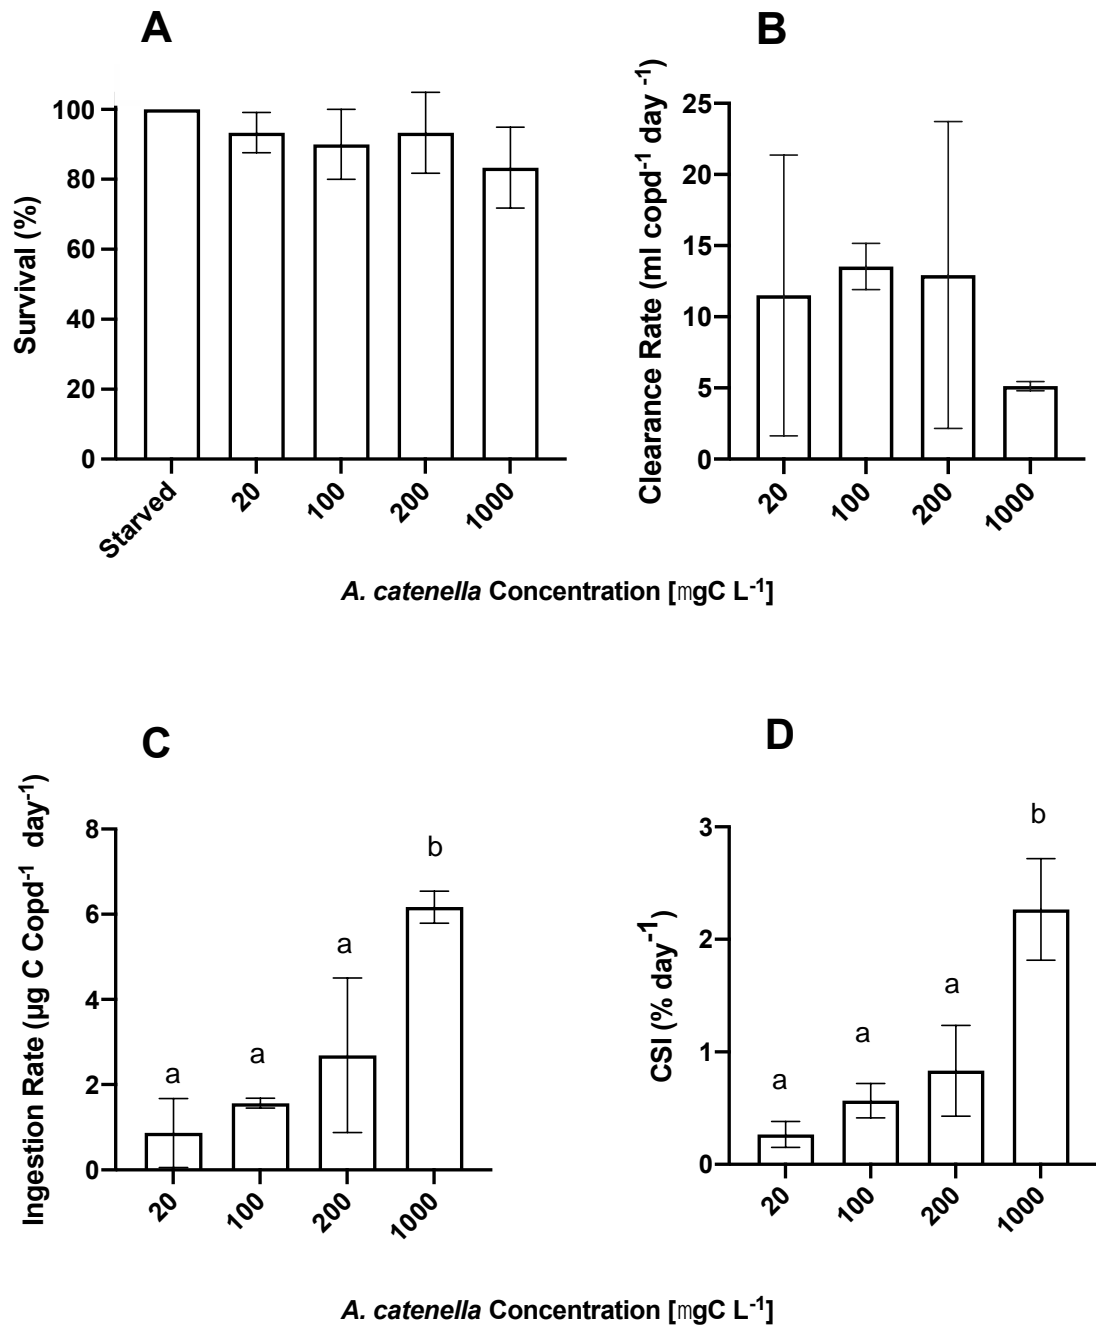 A
Survival (%)
100
80
60
40
20
0
Starved
20
100
200
1000
B
Clearance Rate (ml copd-1 day -1)
25
20
15
10
5
0
20
100
200
1000
A. catenella Concentration [mgC L-1]
C
Ingestion Rate (µg C Copd-1 day-1)
8
6
4
2
0
a
a
a
b
20
100
200
1000
D
CSI (% day-1)
3
2
1
0
a
a
a
b
20
100
200
1000
A. catenella Concentration [mgC L-1]